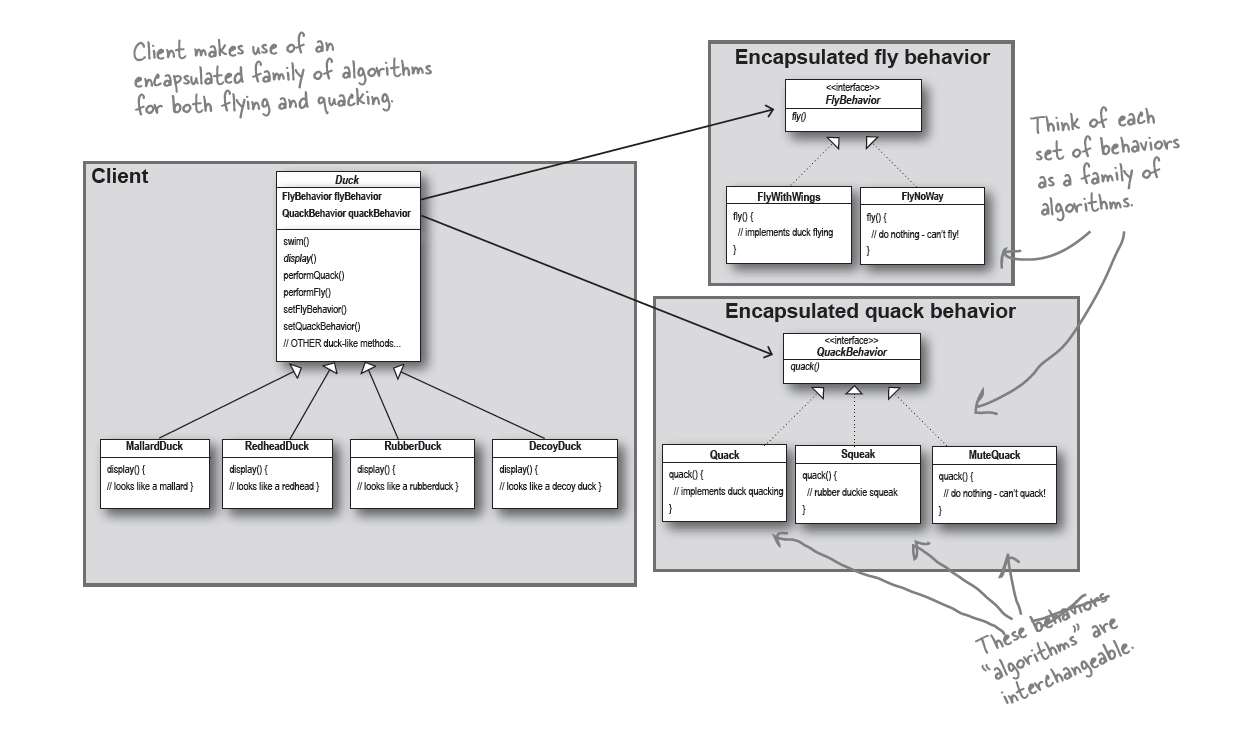 Client makes use of an
encapsulated family of algorithms
for both flying and quacking.
Client
Duck
FlyBehavior flyBehavior
QuackBehavior quackBehavior
swim()
display()
performQuack()
performFly()
setFlyBehavior()
setQuackBehavior()
// OTHER duck-like methods...
MallardDuck
display() {
// looks like a mallard }
RedheadDuck
display() {
// looks like a redhead }
RubberDuck
display() {
// looks like a rubberduck }
DecoyDuck
display() {
// looks like a decoy duck }
Encapsulated fly behavior
<<interface>>
FlyBehavior
fly()
FlyWithWings
fly() {
// implements duck flying
}
FlyNoWay
fly() {
// do nothing - can't fly!
}
Think of each
set of behaviors
as a family of
algorithms.
Encapsulated quack behavior
<<interface>>
QuackBehavior
quack()
Quack
quack() {
// implements duck quacking
}
Squeak
quack() {
// rubber duckie squeak
}
MuteQuack
quack() {
// do nothing - can't quack!
}
These behaviors
“algorithms” are
interchangeable.